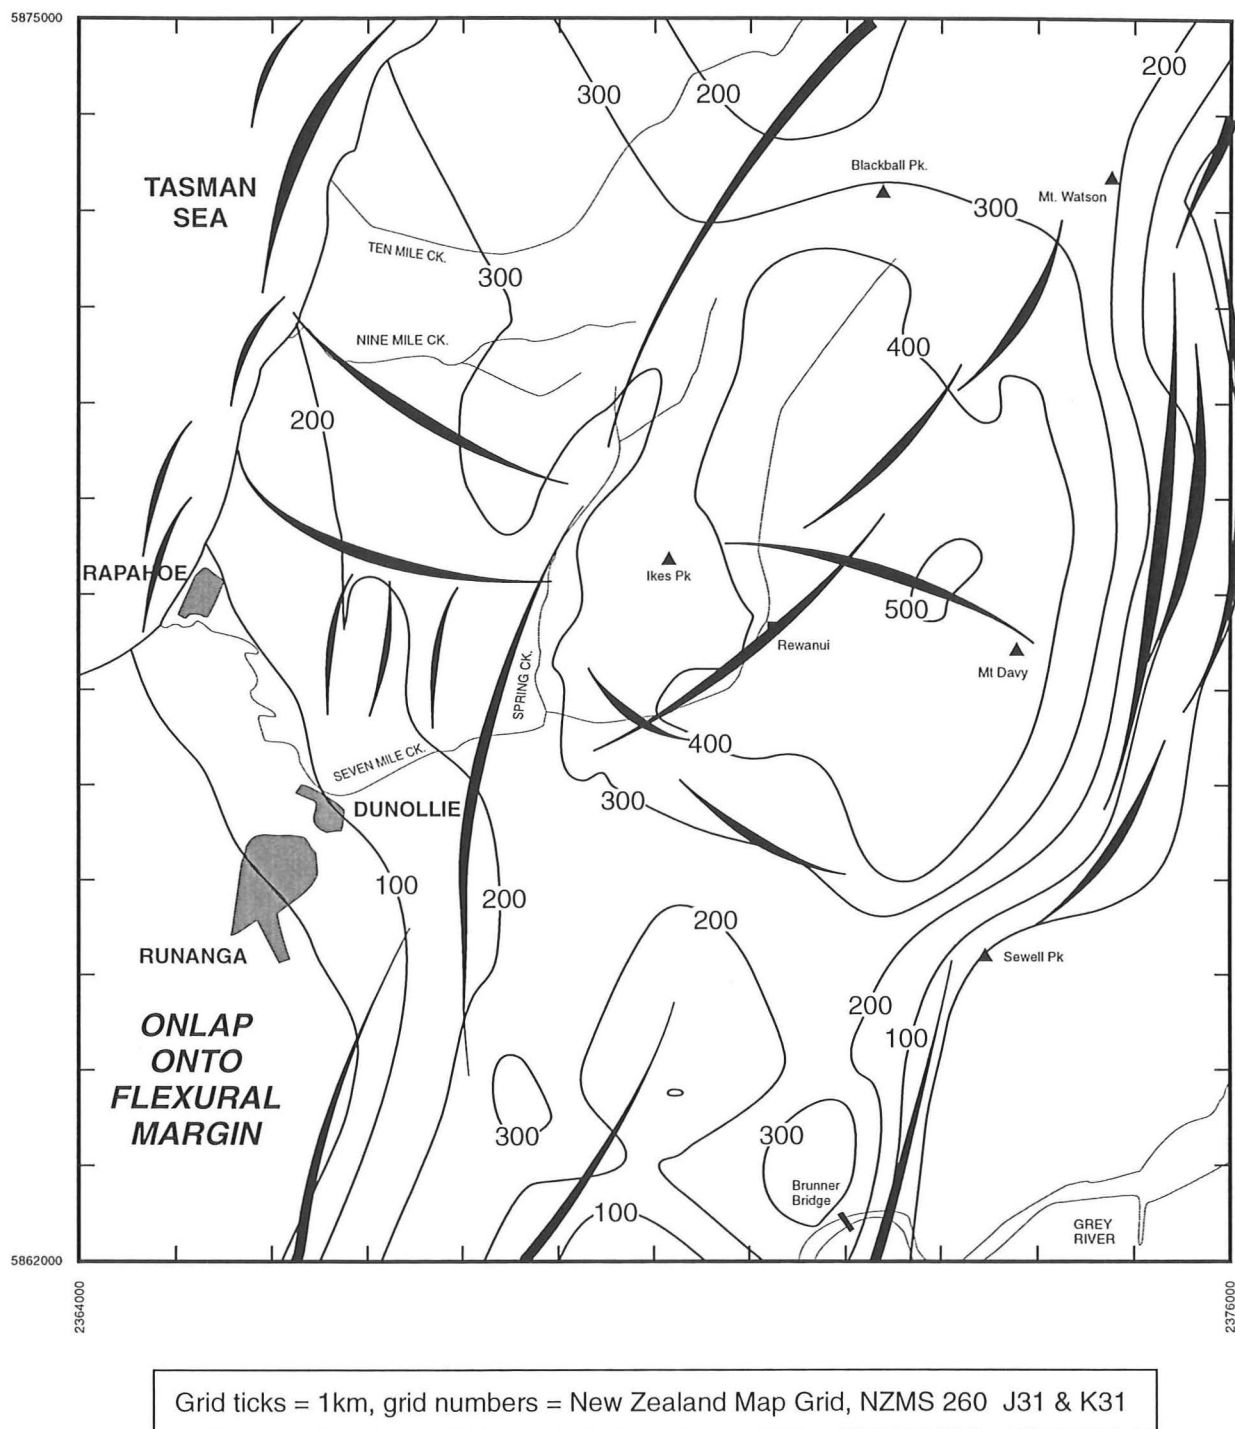 5875000
200
300
200
Blackball Pk.
TASMAN
SEA
Mt. Watson
300
TEN MILE CK.
300
NINE MILE CK.
400
200
RAPAHOE
Ikes Pk
500
Rewanui
Mt Davy
SPRING CK.
400
SEVEN MILE CK.
300
DUNOLLIE
100
200
200
RUNANGA
Sewell Pk
200
100
ONLAP
ONTO
FLEXURAL
MARGIN
300
300
Brunner
Bridge
100
GREY
RIVER
5862000
2364000
2376000
Grid ticks = 1km, grid numbers = New Zealand Map Grid, NZMS 260 J31 & K31